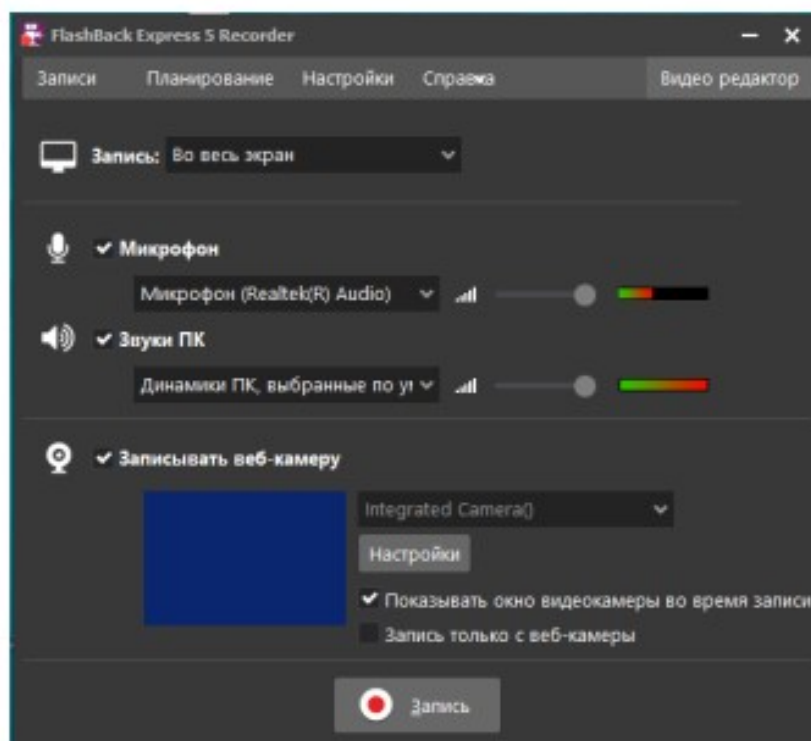 FlashBack Express 5 Recorder
Записи Планирование Настройки Справка Видео редактор
Запись: Во весь экран
Микрофон
Микрофон (Realtek(R) Audio)
Звуки ПК
Динамики ПК, выбранные по у
Записывать веб-камеру
Integrated Camera()
Настройки
Показывать окно видеокамеры во время записи
Запись только с веб-камеры
Запись